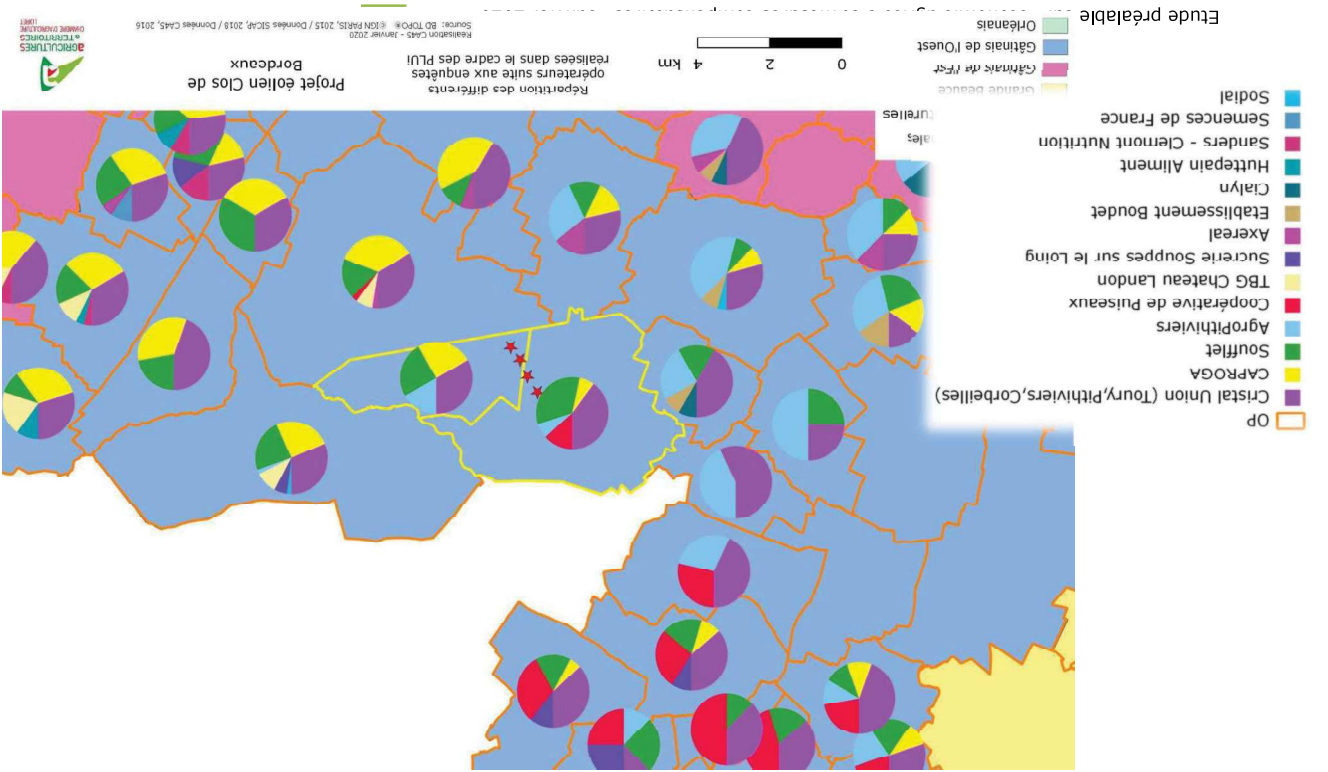 OP
Cristal Union (Toury,Pithiviers,Corbeilles)
CAPROGA
Soufflet
AgroPithiviers
Coopérative de Puiseaux
TBG Chateau Landon
Sucrerie Souppes sur le Loing
Axereal
Etablissement Boudet
Cialyn
Huttepain Aliment
Sanders - Clemont Nutrition
Semences de France
Sodial
Grande Beauce
Gâtinais de l'Est
Gâtinais de l'Ouest
Orléanais
0 2 4 km
Répartition des différents
opérateurs suite aux enquêtes
réalisées dans le cadre des PLUi
Projet éolien Clos de
Bordeaux
Réalisation CA45 - Janvier 2020
Source: BD TOPO® ©IGN PARIS, 2015 / Données SICAP, 2018 / Données CA45, 2016
AGRICULTURES
& TERRITOIRES
CHAMBRE D'AGRICULTURE
LOIRET
Etude préalable